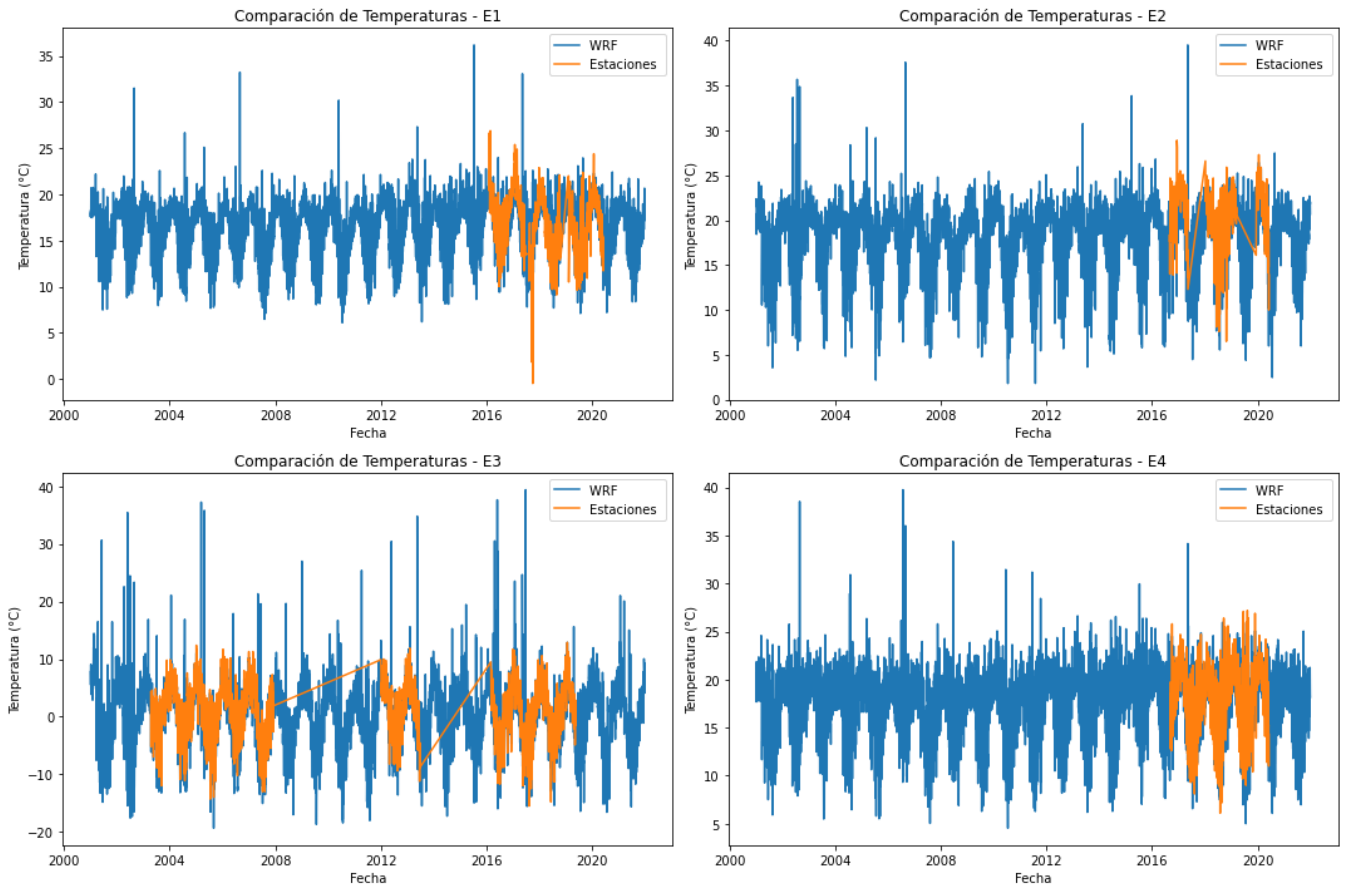 Comparación de Temperaturas - E1
WRF
Estaciones
Temperatura (°C)
35
30
25
20
15
10
5
0
2000
2004
2008
2012
2016
2020
Fecha
Comparación de Temperaturas - E2
WRF
Estaciones
Temperatura (°C)
40
35
30
25
20
15
10
5
0
2000
2004
2008
2012
2016
2020
Fecha
Comparación de Temperaturas - E3
WRF
Estaciones
Temperatura (°C)
40
30
20
10
0
−10
−20
2000
2004
2008
2012
2016
2020
Fecha
Comparación de Temperaturas - E4
WRF
Estaciones
Temperatura (°C)
40
35
30
25
20
15
10
5
2000
2004
2008
2012
2016
2020
Fecha